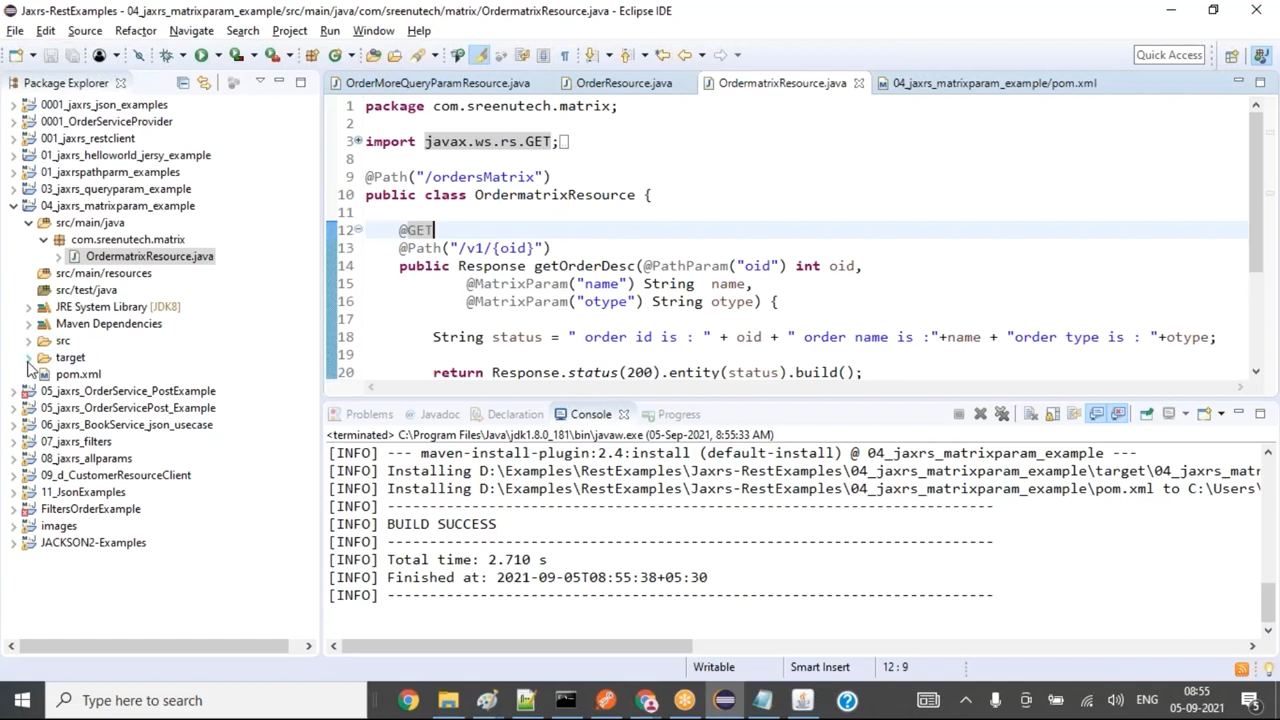 Jaxrs-RestExamples - 04_jaxrs_matrixparam_example/src/main/java/com/sreenutech/matrix/OrdermatrixResource.java - Eclipse IDE
File Edit Source Refactor Navigate Search Project Run Window Help
Quick Access
Package Explorer
0001_jaxrs_json_examples
0001_OrderServiceProvider
001_jaxrs_restclient
01_jaxrs_helloworld_jersy_example
01_jaxrspathparm_examples
03_jaxrs_queryparam_example
04_jaxrs_matrixparam_example
src/main/java
com.sreenutech.matrix
OrdermatrixResource.java
src/main/resources
src/test/java
JRE System Library [JDK8]
Maven Dependencies
src
target
pom.xml
05_jaxrs_OrderService_PostExample
05_jaxrs_OrderServicePost_Example
06_jaxrs_BookService_json_usecase
07_jaxrs_filters
08_jaxrs_allparams
09_d_CustomerResourceClient
11_JsonExamples
FiltersOrderExample
images
JACKSON2-Examples
OrderMoreQueryParamResource.java OrderResource.java OrdermatrixResource.java 04_jaxrs_matrixparam_example/pom.xml
1 package com.sreenutech.matrix;
2
3 import javax.ws.rs.GET;
8
9 @Path("/ordersMatrix")
10 public class OrdermatrixResource {
11
12 @GET
13 @Path("/v1/{oid}")
14 public Response getOrderDesc(@PathParam("oid") int oid,
15 @MatrixParam("name") String name,
16 @MatrixParam("otype") String otype) {
17
18 String status = " order id is : " + oid + " order name is :"+name + "order type is : "+otype;
19
20 return Response.status(200).entity(status).build();
Problems Javadoc Declaration Console Progress
<terminated> C:\Program Files\Java\jdk1.8.0_181\bin\javaw.exe (05-Sep-2021, 8:55:33 AM)
[INFO] --- maven-install-plugin:2.4:install (default-install) @ 04_jaxrs_matrixparam_example ---
[INFO] Installing D:\Examples\RestExamples\Jaxrs-RestExamples\04_jaxrs_matrixparam_example\target\04_jaxrs_matr
[INFO] Installing D:\Examples\RestExamples\Jaxrs-RestExamples\04_jaxrs_matrixparam_example\pom.xml to C:\Users\
[INFO] ------------------------------------------------------------------------
[INFO] BUILD SUCCESS
[INFO] ------------------------------------------------------------------------
[INFO] Total time: 2.710 s
[INFO] Finished at: 2021-09-05T08:55:38+05:30
[INFO] ------------------------------------------------------------------------
Writable Smart Insert 12 : 9
Type here to search
ENG
08:55
05-09-2021
5